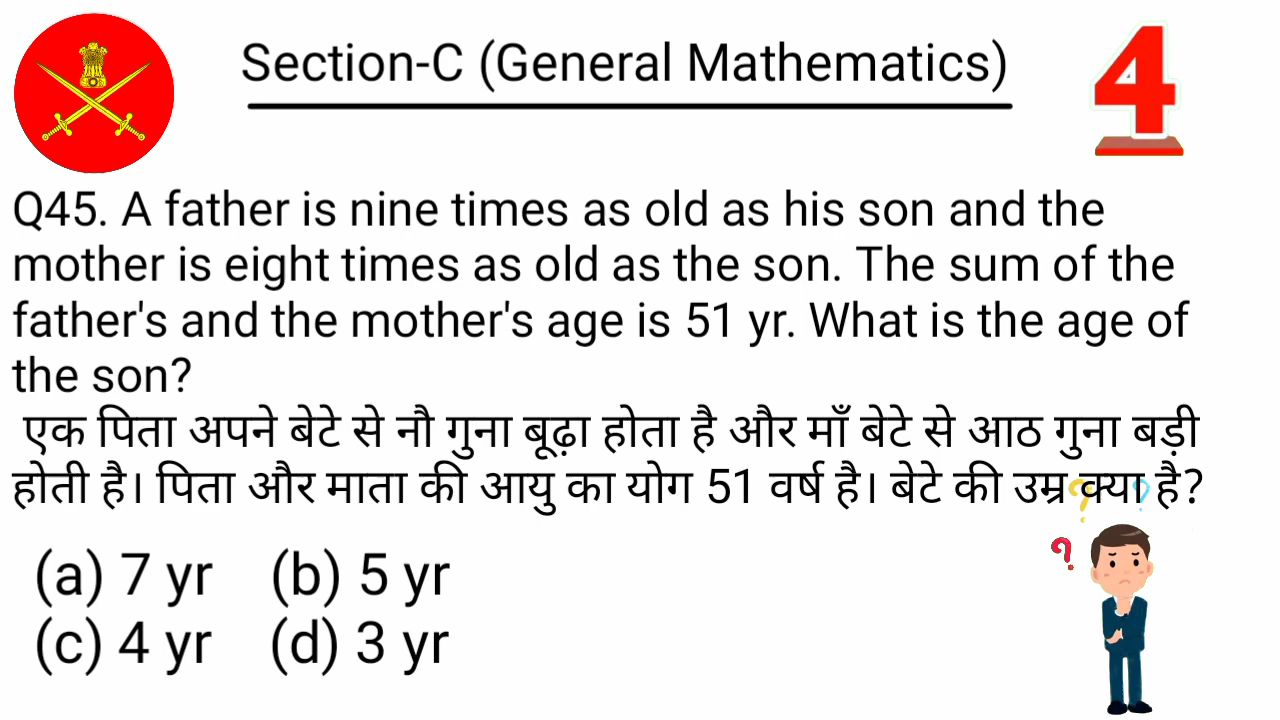 Section-C (General Mathematics)
4
Q45. A father is nine times as old as his son and the
mother is eight times as old as the son. The sum of the
father's and the mother's age is 51 yr. What is the age of
the son?
एक पिता अपने बेटे से नौ गुना बूढ़ा होता है और माँ बेटे से आठ गुना बड़ी
होती है। पिता और माता की आयु का योग 51 वर्ष है। बेटे की उम्र क्या है?
(a) 7 yr (b) 5 yr
(c) 4 yr (d) 3 yr